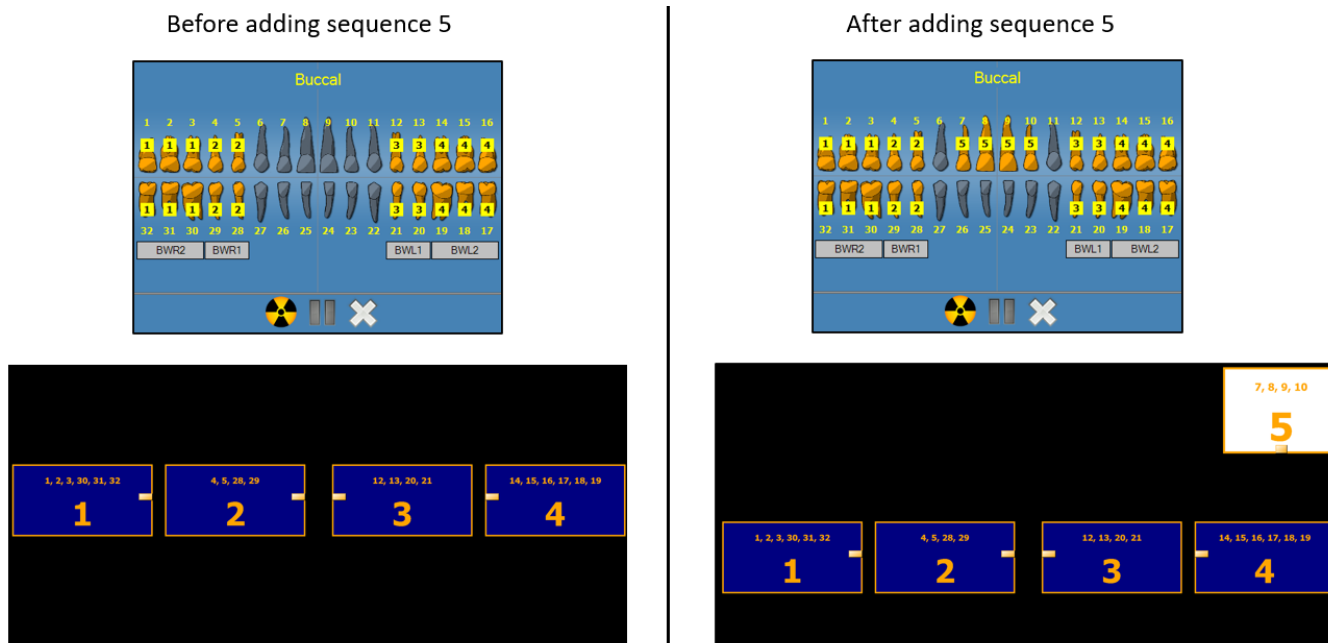 Before adding sequence 5
Buccal
1 2 3 4 5 6 7 8 9 10 11 12 13 14 15 16
1 1 1 2 2 3 3 4 4 4
1 1 1 2 2 3 3 4 4 4
32 31 30 29 28 27 26 25 24 23 22 21 20 19 18 17
BWR2 BWR1 BWL1 BWL2
1, 2, 3, 30, 31, 32
1
4, 5, 28, 29
2
12, 13, 20, 21
3
14, 15, 16, 17, 18, 19
4
After adding sequence 5
Buccal
1 2 3 4 5 6 7 8 9 10 11 12 13 14 15 16
1 1 1 2 2 5 5 5 5 3 3 4 4 4
1 1 1 2 2 3 3 4 4 4
32 31 30 29 28 27 26 25 24 23 22 21 20 19 18 17
BWR2 BWR1 BWL1 BWL2
7, 8, 9, 10
5
1, 2, 3, 30, 31, 32
1
4, 5, 28, 29
2
12, 13, 20, 21
3
14, 15, 16, 17, 18, 19
4